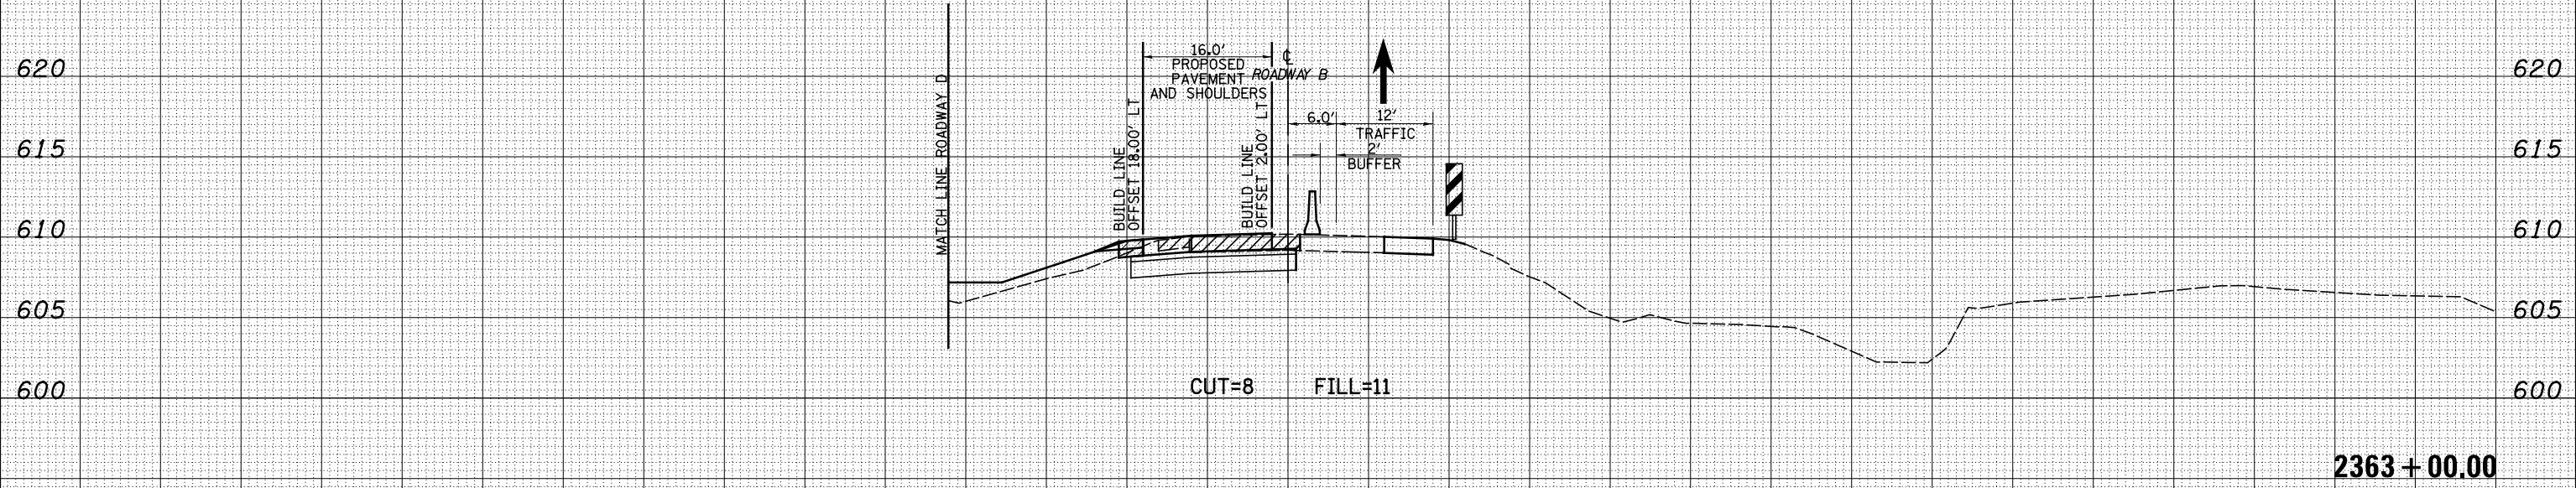 16.0'
PROPOSED
PAVEMENT
AND SHOULDERS
℄
ROADWAY B
620
620
MATCH LINE ROADWAY D
BUILD LINE
OFFSET 18.00' LT
BUILD LINE
OFFSET 2.00' LT
6.0'
12'
TRAFFIC
2'
BUFFER
615
615
610
610
605
605
600
600
CUT=8
FILL=11
2363+00.00